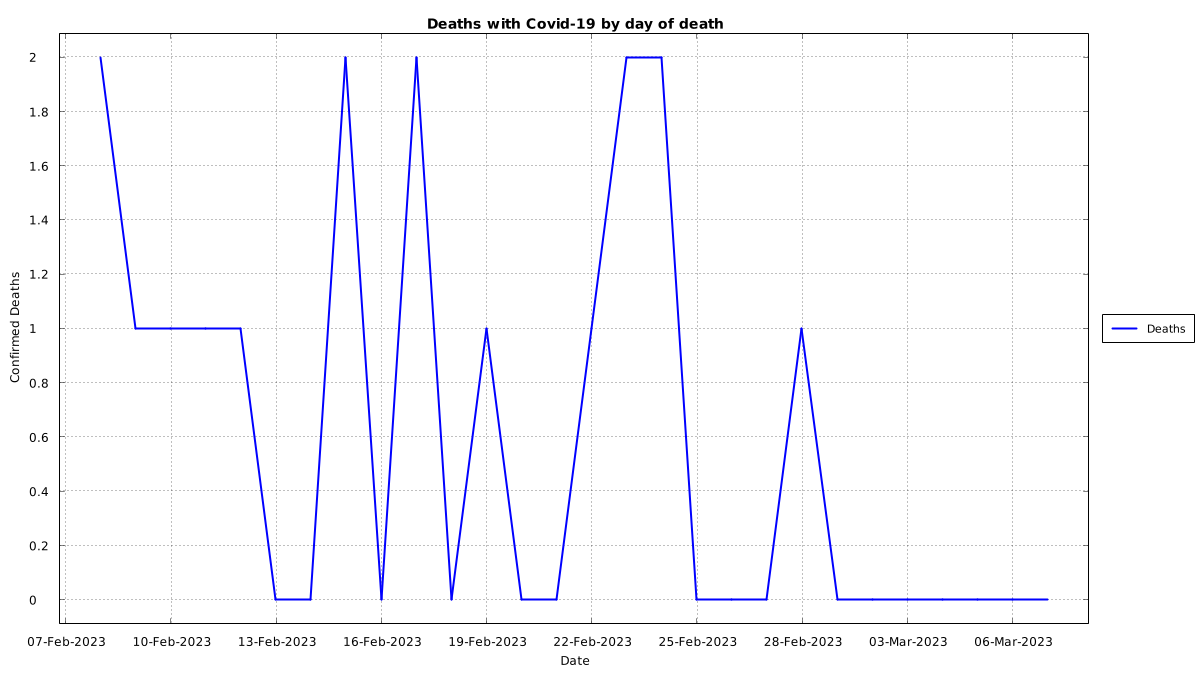 Deaths with Covid-19 by day of death
Confirmed Deaths
2
1.8
1.6
1.4
1.2
1
0.8
0.6
0.4
0.2
0
07-Feb-2023 10-Feb-2023 13-Feb-2023 16-Feb-2023 19-Feb-2023 22-Feb-2023 25-Feb-2023 28-Feb-2023 03-Mar-2023 06-Mar-2023
Date
Deaths